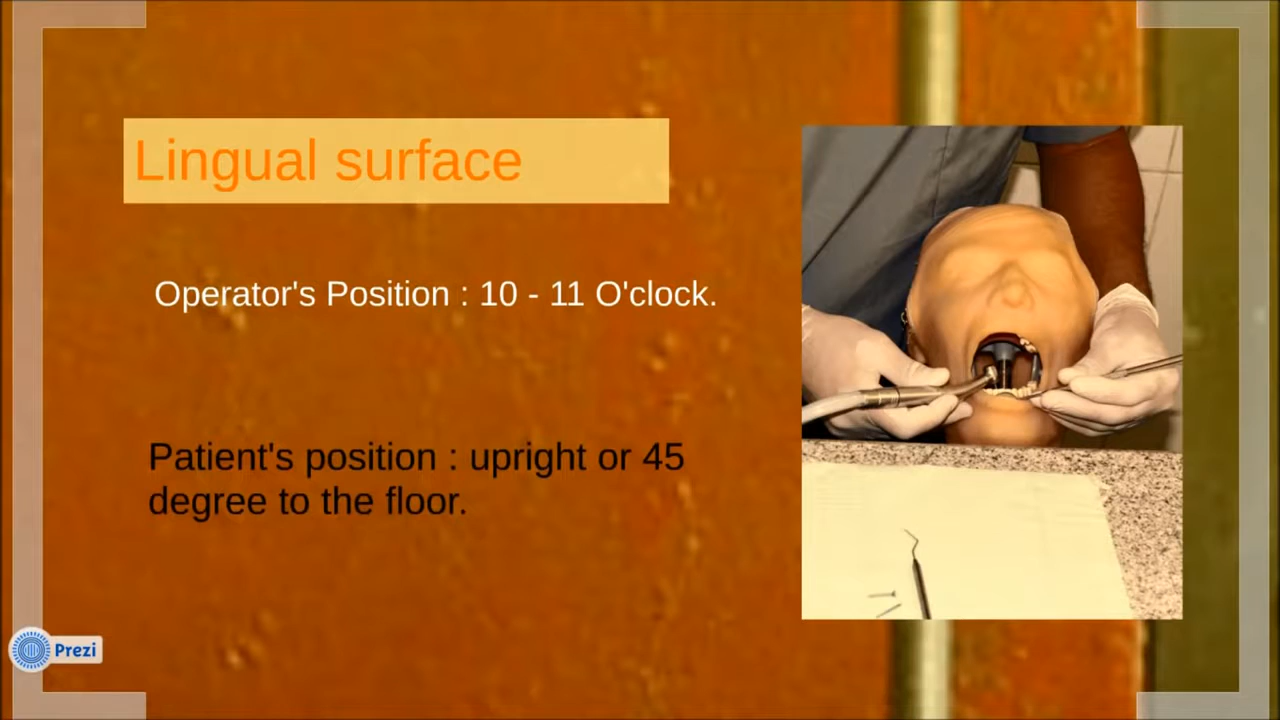 Lingual surface
Operator's Position : 10 - 11 O'clock.
Patient's position : upright or 45
degree to the floor.
Prezi